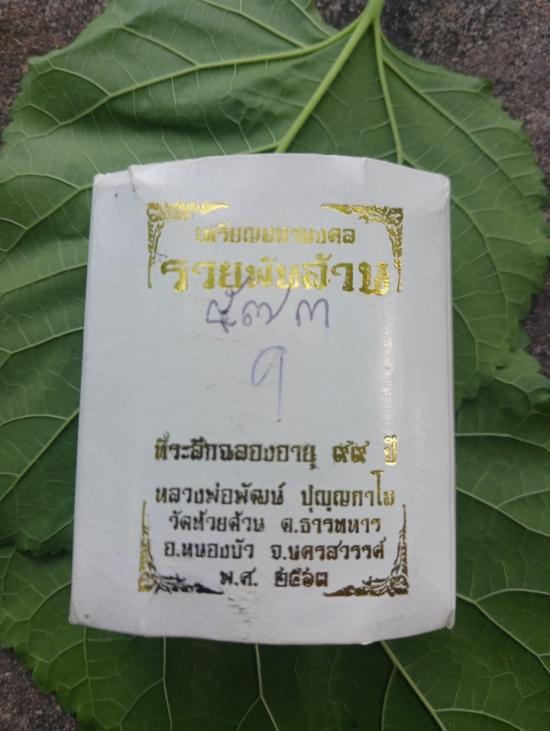 เหรียญมหามงคล
รวยพันล้าน
๕๗๓
๑
ที่ระลึกฉลองอายุ ๙๙ ปี
หลวงพ่อพัฒน์ ปุญฺญกาโม
วัดห้วยด้วน ต.ธารทหาร
อ.หนองบัว จ.นครสวรรค์
พ.ศ. ๒๕๖๓